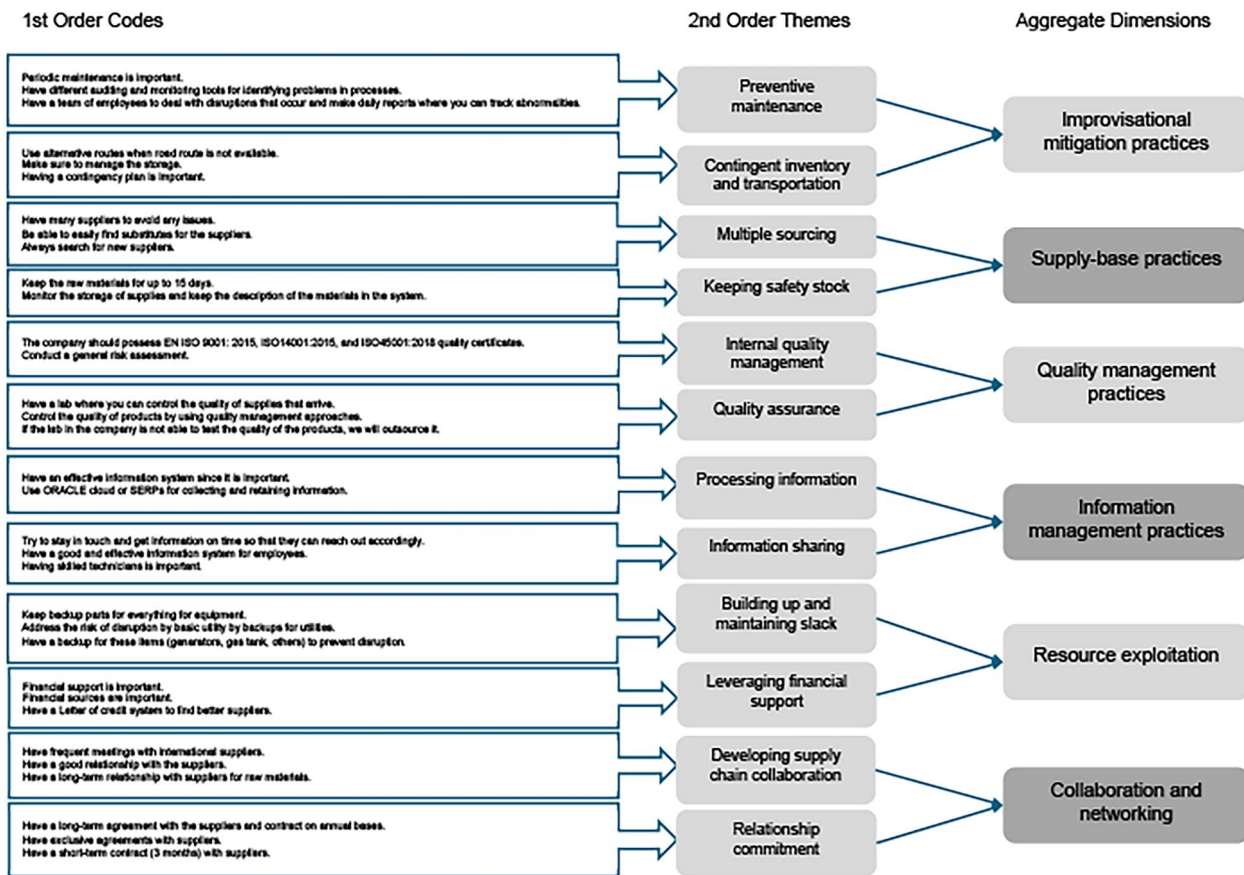 1st Order Codes
2nd Order Themes
Aggregate Dimensions
Periodic maintenance is important.
Have different auditing and monitoring tools for identifying problems in processes.
Have a team of employees to deal with disruptions that occur and make daily reports where you can track abnormalities.
Preventive
maintenance
Improvisational
mitigation practices
Use alternative routes when road route is not available.
Make sure to manage the storage.
Having a contingency plan is important.
Contingent inventory
and transportation
Have many suppliers to avoid any issues.
Be able to easily find substitutes for the suppliers.
Always search for new suppliers.
Multiple sourcing
Supply-base practices
Keep the raw materials for up to 15 days.
Monitor the storage of supplies and keep the description of the materials in the system.
Keeping safety stock
The company should possess EN ISO 9001: 2015, ISO14001:2015, and ISO45001:2018 quality certificates.
Conduct a general risk assessment.
Internal quality
management
Quality management
practices
Have a lab where you can control the quality of supplies that arrive.
Control the quality of products by using quality management approaches.
If the lab in the company is not able to test the quality of the products, we will outsource it.
Quality assurance
Have an effective information system since it is important.
Use ORACLE cloud or SERPs for collecting and retaining information.
Processing information
Information
management practices
Try to stay in touch and get information on time so that they can reach out accordingly.
Have a good and effective information system for employees.
Having skilled technicians is important.
Information sharing
Keep backup parts for everything for equipment.
Address the risk of disruption by basic utility by backups for utilities.
Have a backup for these items (generators, gas tank, others) to prevent disruption.
Building up and
maintaining slack
Resource exploitation
Financial support is important.
Financial sources are important.
Have a Letter of credit system to find better suppliers.
Leveraging financial
support
Have frequent meetings with international suppliers.
Have a good relationship with the suppliers.
Have a long-term relationship with suppliers for raw materials.
Developing supply
chain collaboration
Collaboration and
networking
Have a long-term agreement with the suppliers and contract on annual bases.
Have exclusive agreements with suppliers.
Have a short-term contract (3 months) with suppliers.
Relationship
commitment